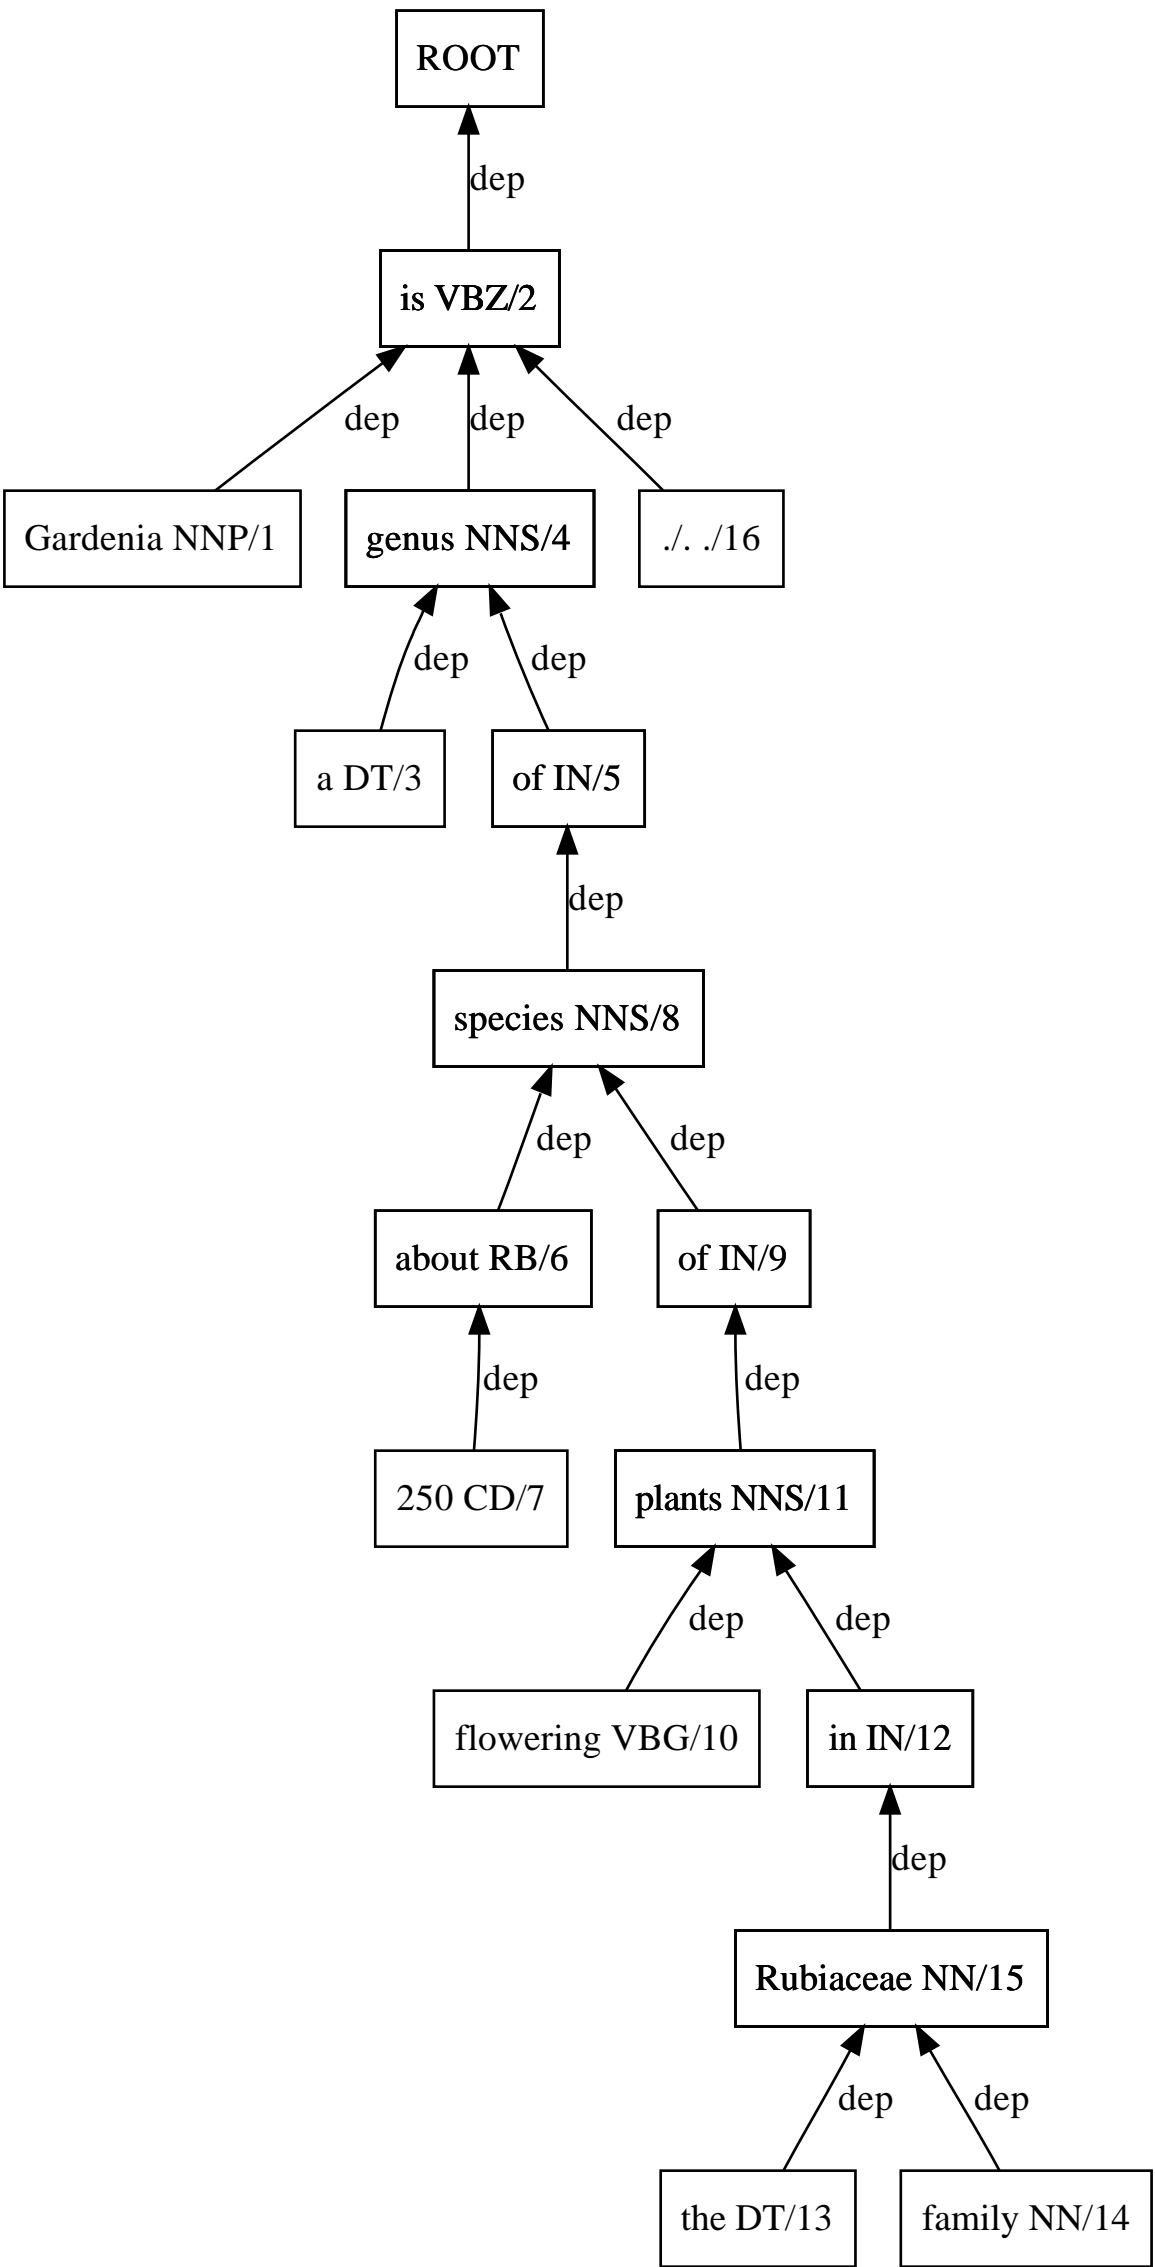 ROOT
dep
is VBZ/2
dep dep dep
Gardenia NNP/1 genus NNS/4 ./. ./16
dep dep
a DT/3 of IN/5
dep
species NNS/8
dep dep
about RB/6 of IN/9
dep dep
250 CD/7 plants NNS/11
dep dep
flowering VBG/10 in IN/12
dep
Rubiaceae NN/15
dep dep
the DT/13 family NN/14